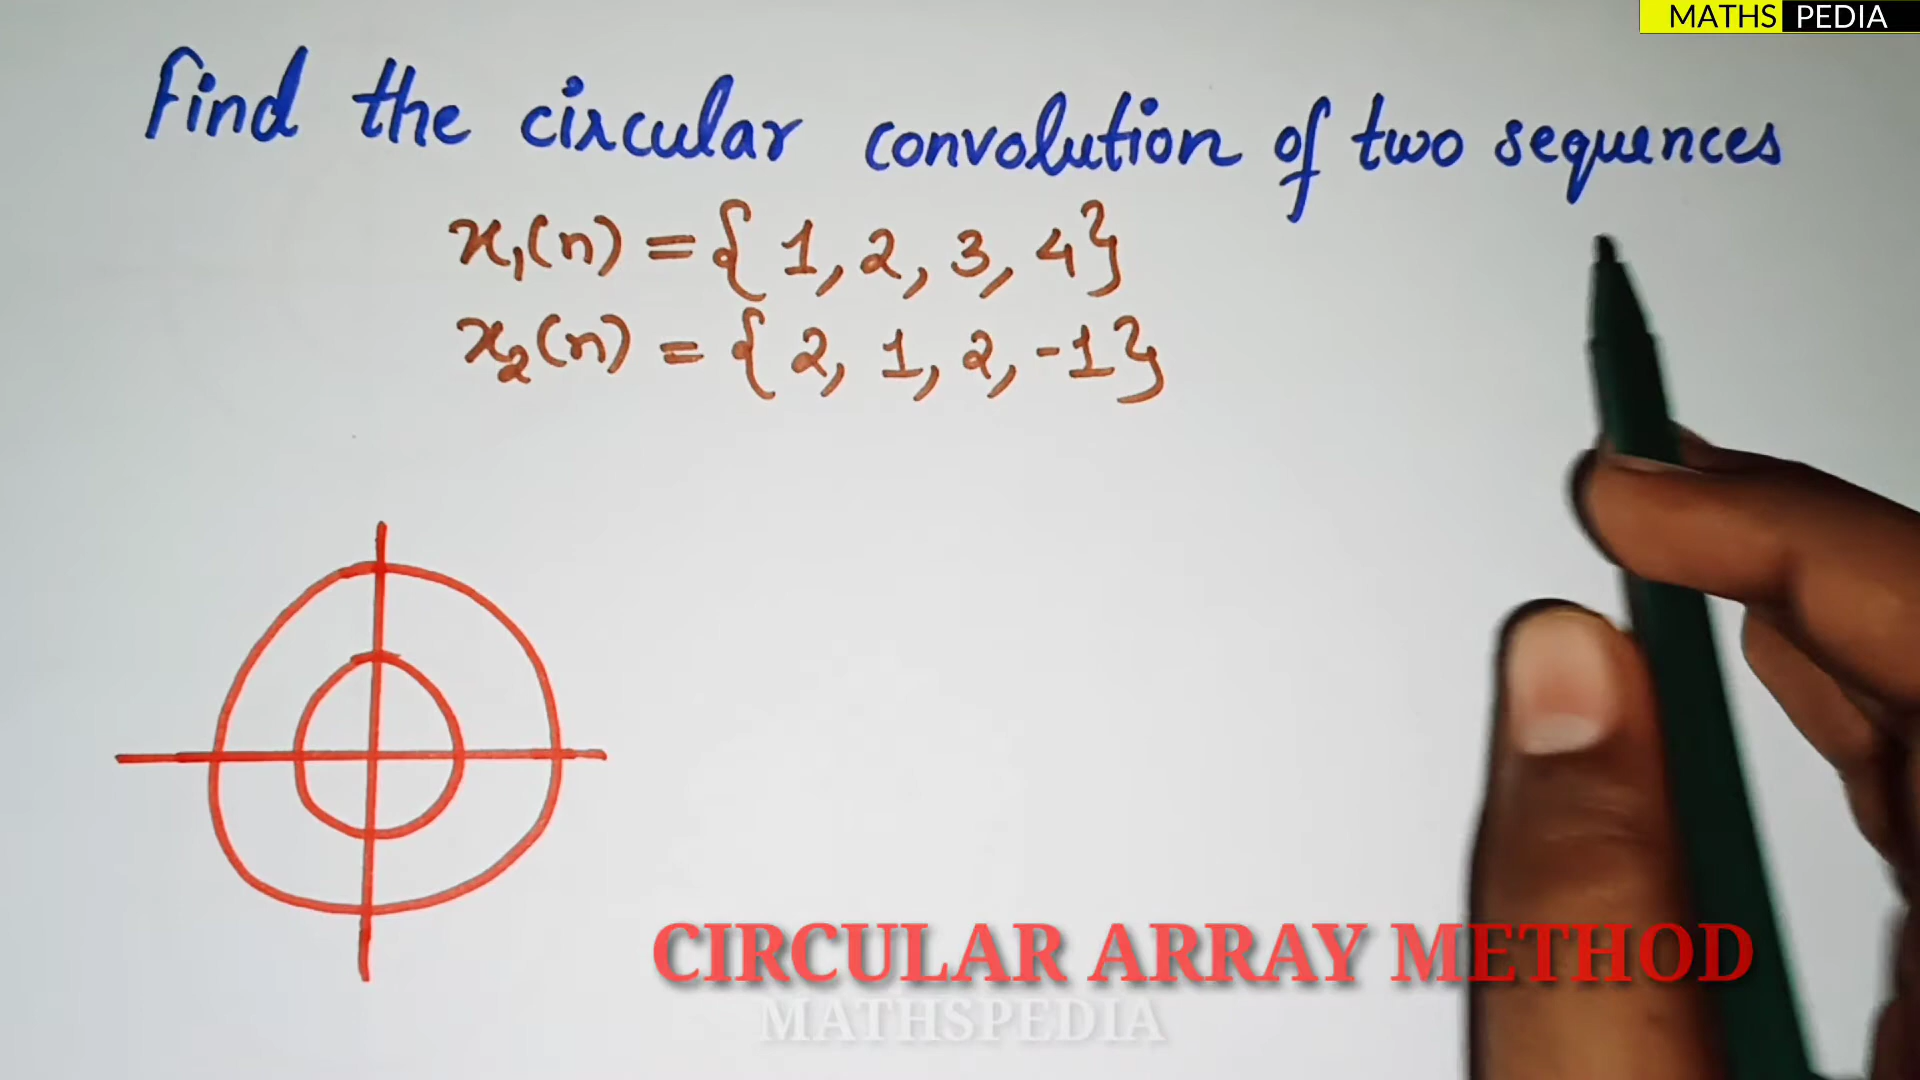 MATHS PEDIA
Find the circular convolution of two sequences
x₁(n) = { 1, 2, 3, 4}
x₂(n) = { 2, 1, 2, -1}
CIRCULAR ARRAY METHOD
MATHSPEDIA